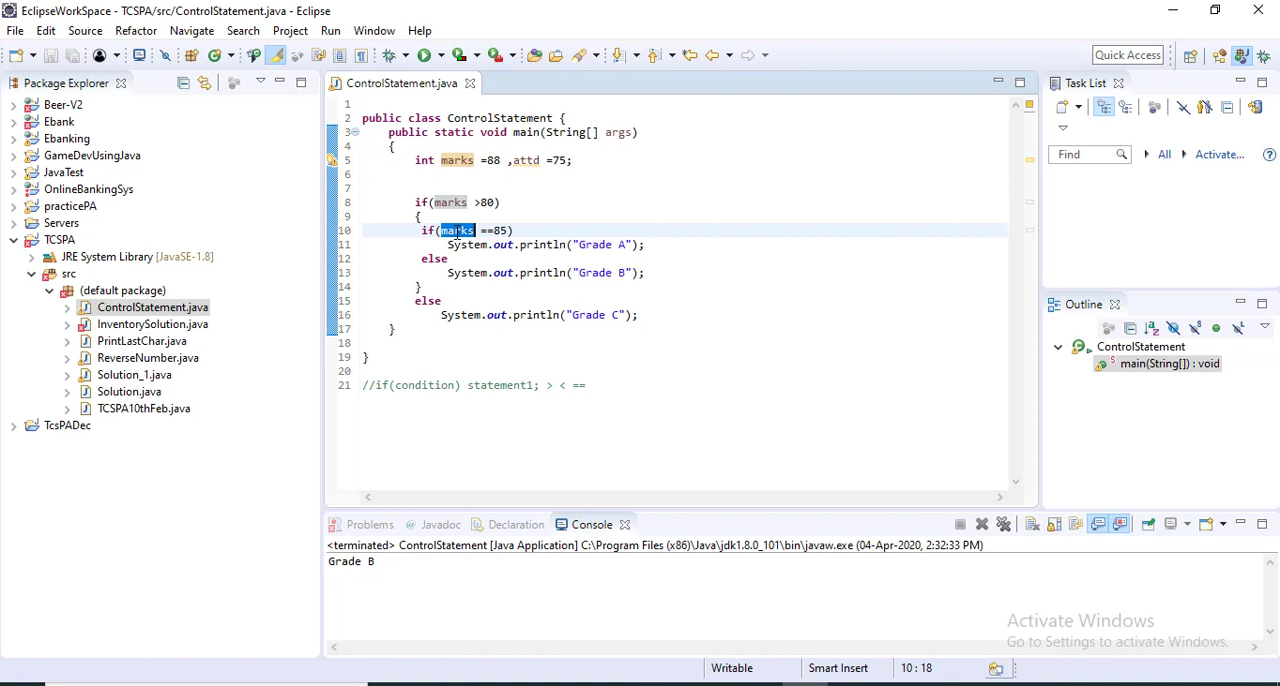 EclipseWorkSpace - TCSPA/src/ControlStatement.java - Eclipse
File Edit Source Refactor Navigate Search Project Run Window Help
Quick Access
Package Explorer
Beer-V2
Ebank
Ebanking
GameDevUsingJava
JavaTest
OnlineBankingSys
practicePA
Servers
TCSPA
JRE System Library [JavaSE-1.8]
src
(default package)
ControlStatement.java
InventorySolution.java
PrintLastChar.java
ReverseNumber.java
Solution_1.java
Solution.java
TCSPA10thFeb.java
TcsPADec
ControlStatement.java
1
2 public class ControlStatement {
3 public static void main(String[] args)
4 {
5 int marks =88 ,attd =75;
6
7
8 if(marks >80)
9 {
10 if(marks ==85)
11 System.out.println("Grade A");
12 else
13 System.out.println("Grade B");
14 }
15 else
16 System.out.println("Grade C");
17 }
18
19 }
20
21 //if(condition) statement1; > < ==
Task List
Find All Activate...
Outline
ControlStatement
main(String[]) : void
Problems Javadoc Declaration Console
<terminated> ControlStatement [Java Application] C:\Program Files (x86)\Java\jdk1.8.0_101\bin\javaw.exe (04-Apr-2020, 2:32:33 PM)
Grade B
Activate Windows
Go to Settings to activate Windows.
Writable Smart Insert 10 : 18